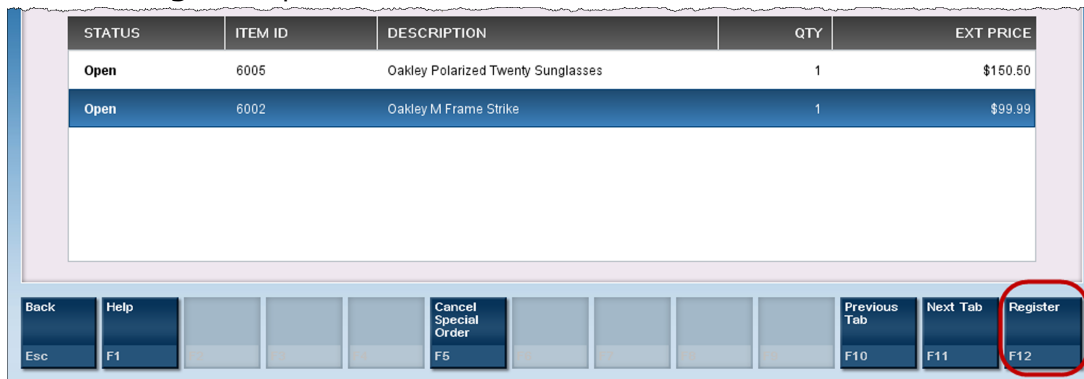 STATUS ITEM ID DESCRIPTION QTY EXT PRICE
Open 6005 Oakley Polarized Twenty Sunglasses 1 $150.50
Open 6002 Oakley M Frame Strike 1 $99.99
Back Help Cancel Previous Next Tab Register
Special Tab
Order
Esc F1 F5 F10 F11 F12